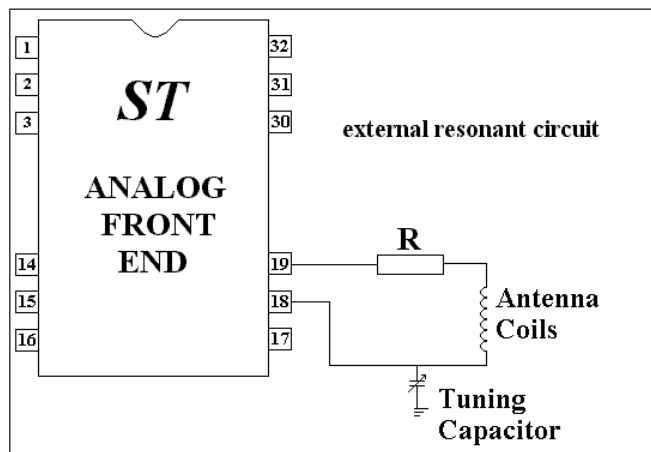 1
32
2
31
3
30
ST
external resonant circuit
ANALOG
FRONT
END
R
14
19
15
18
16
17
Antenna
Coils
Tuning
Capacitor